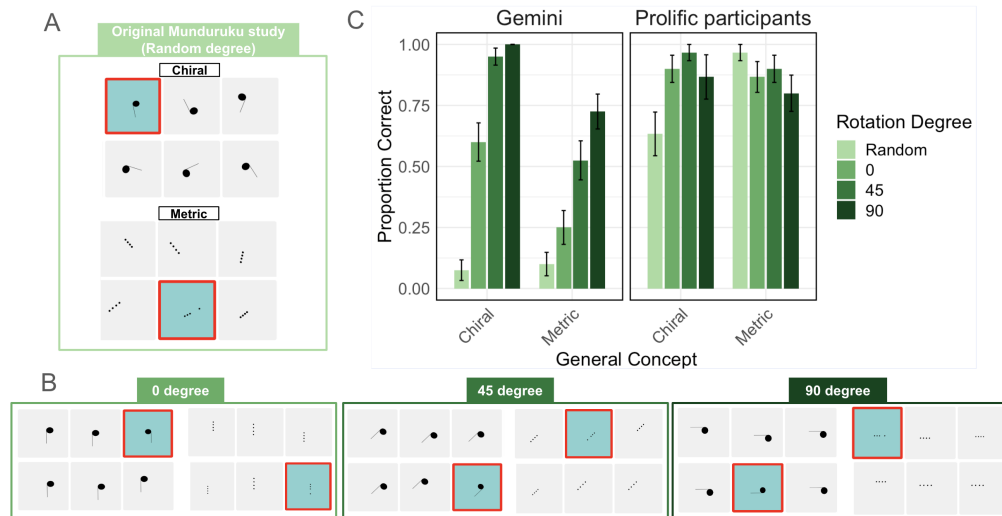 A
Original Munduruku study
(Random degree)
Chiral
Metric
C
Gemini
Prolific participants
Proportion Correct
1.00
0.75
0.50
0.25
0.00
Chiral
Metric
Chiral
Metric
General Concept
Rotation Degree
Random
0
45
90
B
0 degree
45 degree
90 degree